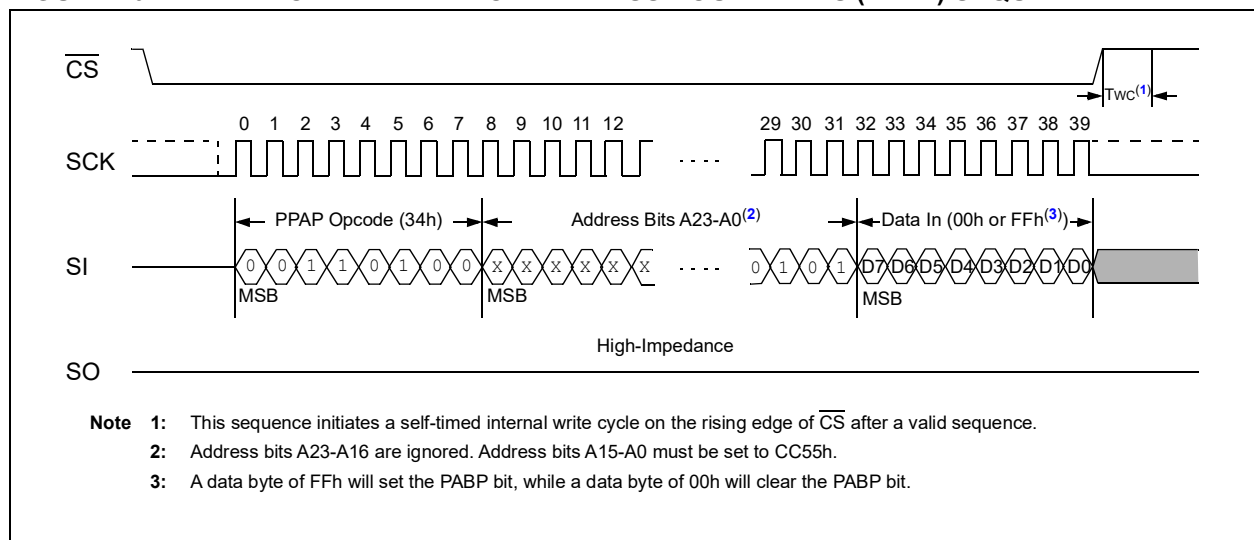 CS
TWC(1)
0 1 2 3 4 5 6 7 8 9 10 11 12 29 30 31 32 33 34 35 36 37 38 39
SCK
PPAP Opcode (34h) Address Bits A23-A0(2) Data In (00h or FFh(3))
SI 0 0 1 1 0 1 0 0 X X X X X X 0 1 0 1 D7 D6 D5 D4 D3 D2 D1 D0
MSB MSB MSB
High-Impedance
SO
Note 1: This sequence initiates a self-timed internal write cycle on the rising edge of CS after a valid sequence.
2: Address bits A23-A16 are ignored. Address bits A15-A0 must be set to CC55h.
3: A data byte of FFh will set the PABP bit, while a data byte of 00h will clear the PABP bit.